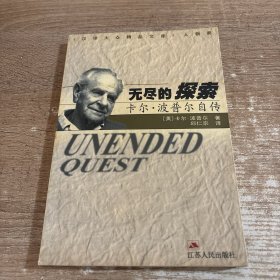 无尽的探索
卡尔·波普尔自传
[英]卡尔·波普尔 著
邱仁宗 译
UNENDED
QUEST
江苏人民出版社